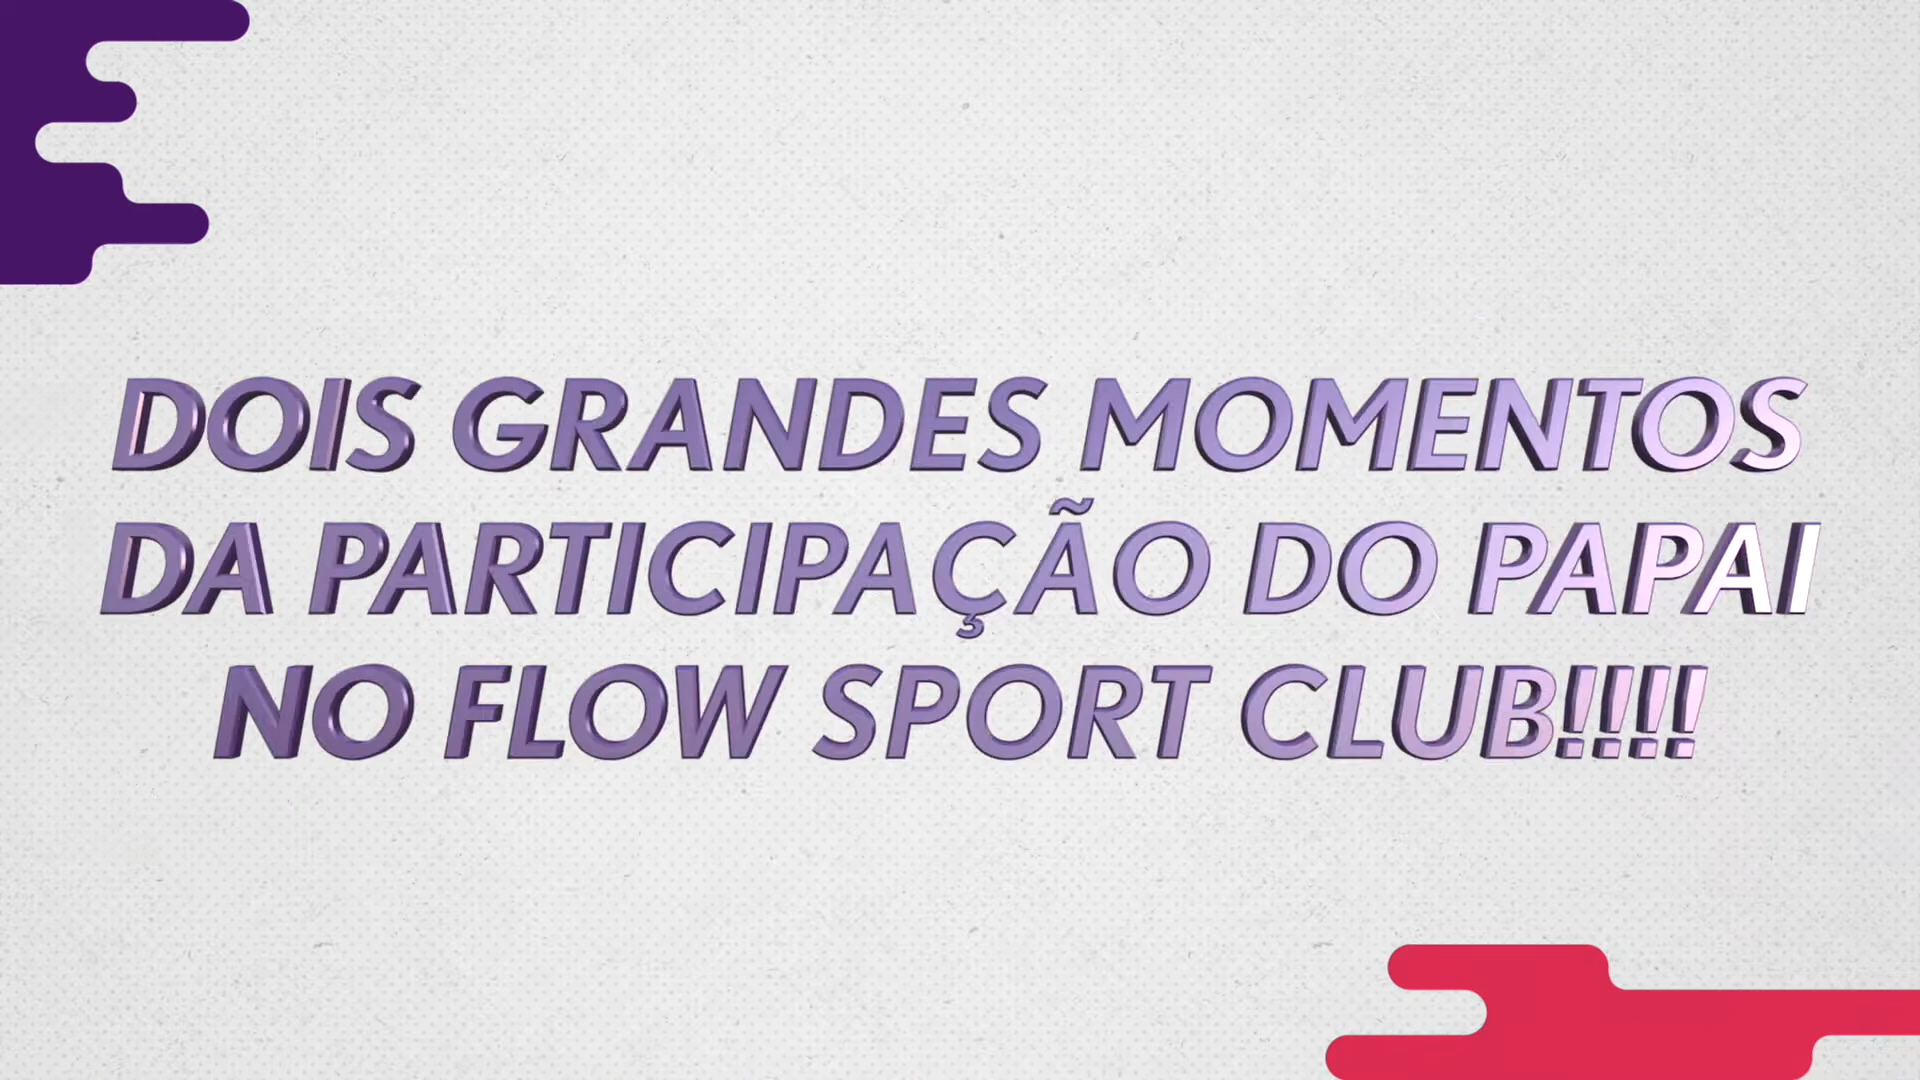 DOIS GRANDES MOMENTOS
DA PARTICIPAÇÃO DO PAPAI
NO FLOW SPORT CLUB!!!!